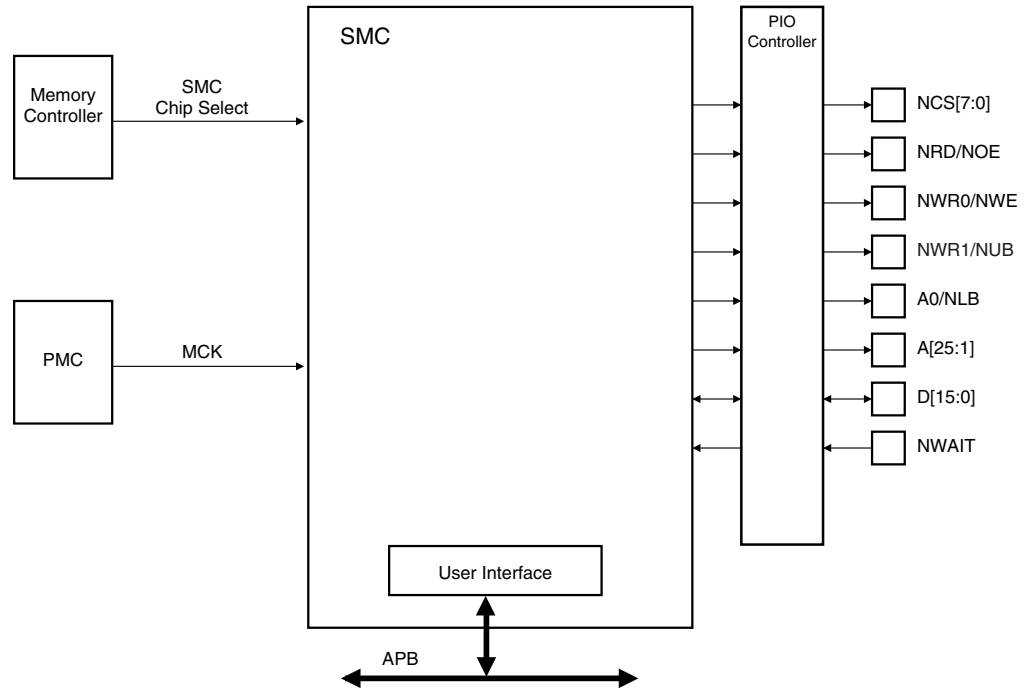 SMC
PIO
Controller
Memory
Controller
SMC
Chip Select
NCS[7:0]
NRD/NOE
NWR0/NWE
NWR1/NUB
A0/NLB
PMC
MCK
A[25:1]
D[15:0]
NWAIT
User Interface
APB